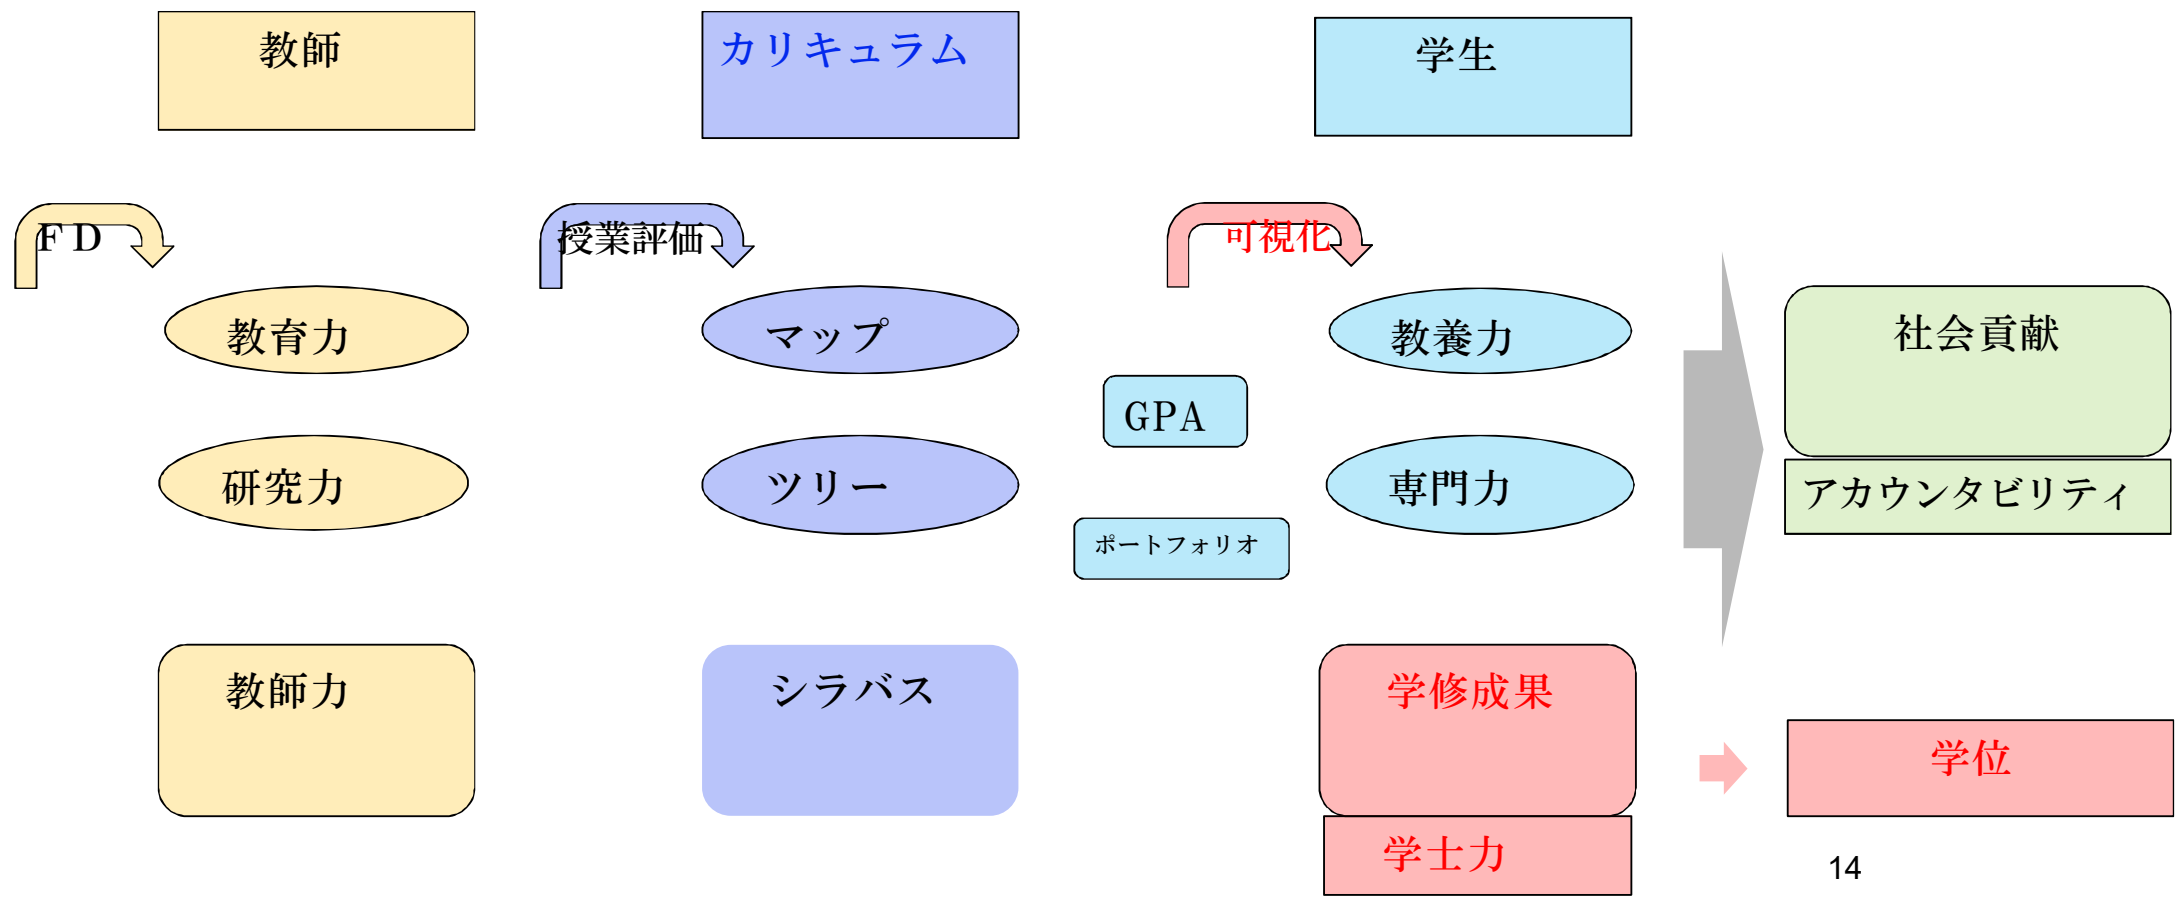 教師
カリキュラム
学生
ＦＤ
授業評価
可視化
教育力
マップ
教養力
社会貢献
GPA
研究力
ツリー
専門力
アカウンタビリティ
ポートフォリオ
教師力
シラバス
学修成果
学位
学士力
14